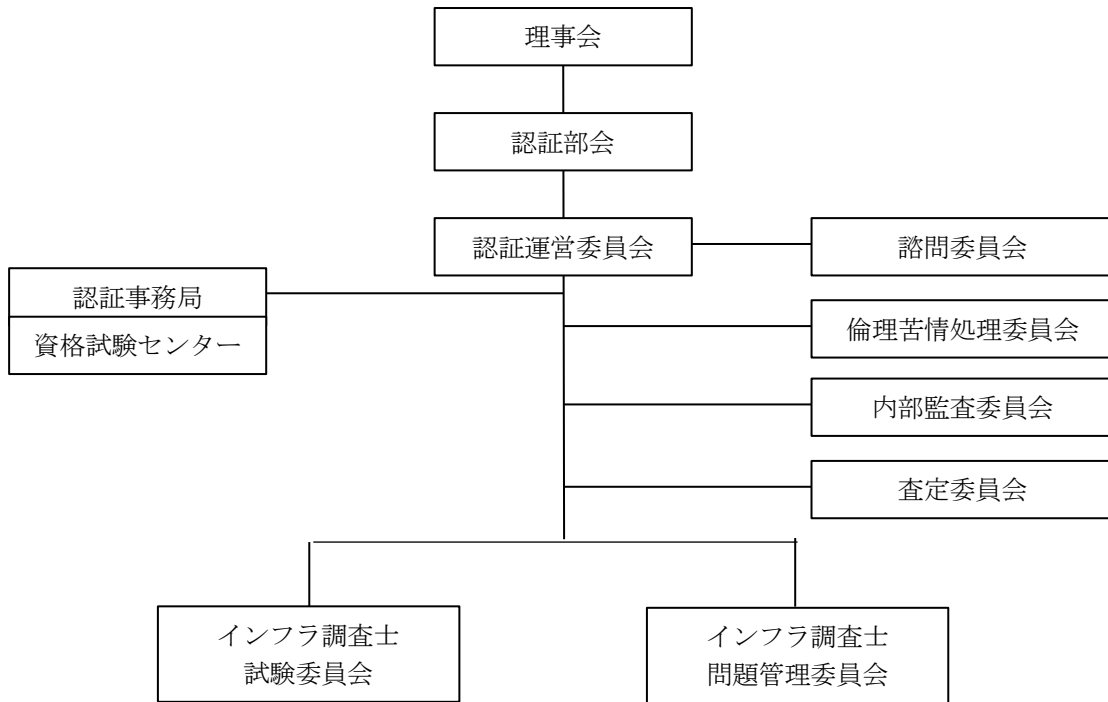 理事会
認証部会
認証運営委員会
諮問委員会
認証事務局
資格試験センター
倫理苦情処理委員会
内部監査委員会
査定委員会
インフラ調査士
試験委員会
インフラ調査士
問題管理委員会